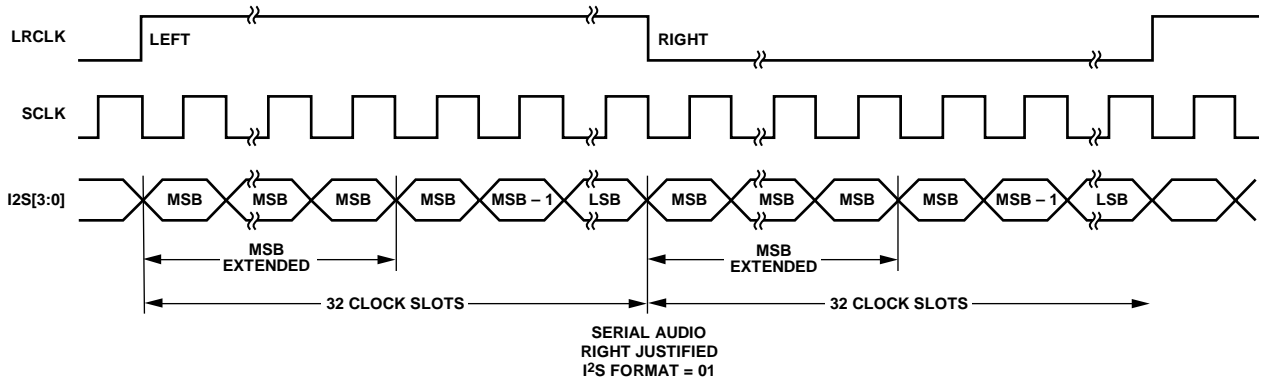 LRCLK
LEFT
RIGHT
SCLK
I2S[3:0]
MSB MSB MSB MSB MSB – 1 LSB MSB MSB MSB MSB MSB – 1 LSB
MSB
EXTENDED
MSB
EXTENDED
32 CLOCK SLOTS
32 CLOCK SLOTS
SERIAL AUDIO
RIGHT JUSTIFIED
I²S FORMAT = 01